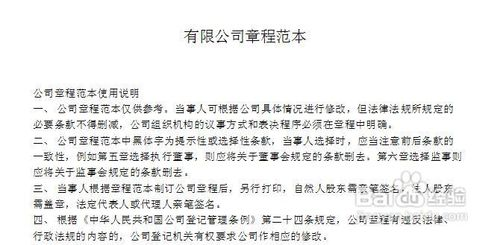 有限公司章程范本
公司章程范本使用说明
一、 公司章程范本仅供参考。当事人可根据公司具体情况进行修改，但法律法规所规定的
必要条款不得删减，公司组织机构的议事方式和表决程序必须在章程中明确。
二、 公司章程范本中黑体字为提示性或选择性条款，当事人选择时，应当注意前后条款的
一致性，例如第五章选择执行董事，则应将关于董事会规定的条款删去。第六章选择监事则
应将关于监事会规定的条款删去。
三、 当事人根据章程范本制订公司章程后，另行打印，自然人股东需亲笔签名，法人股东
需盖章，法定代表人或代理人亲笔签名。
四、 根据《中华人民共和国公司登记管理条例》第二十四条规定，公司章程有违反法律、
行政法规的内容的，公司登记机关有权要求公司作相应的修改。
Baidu 经验